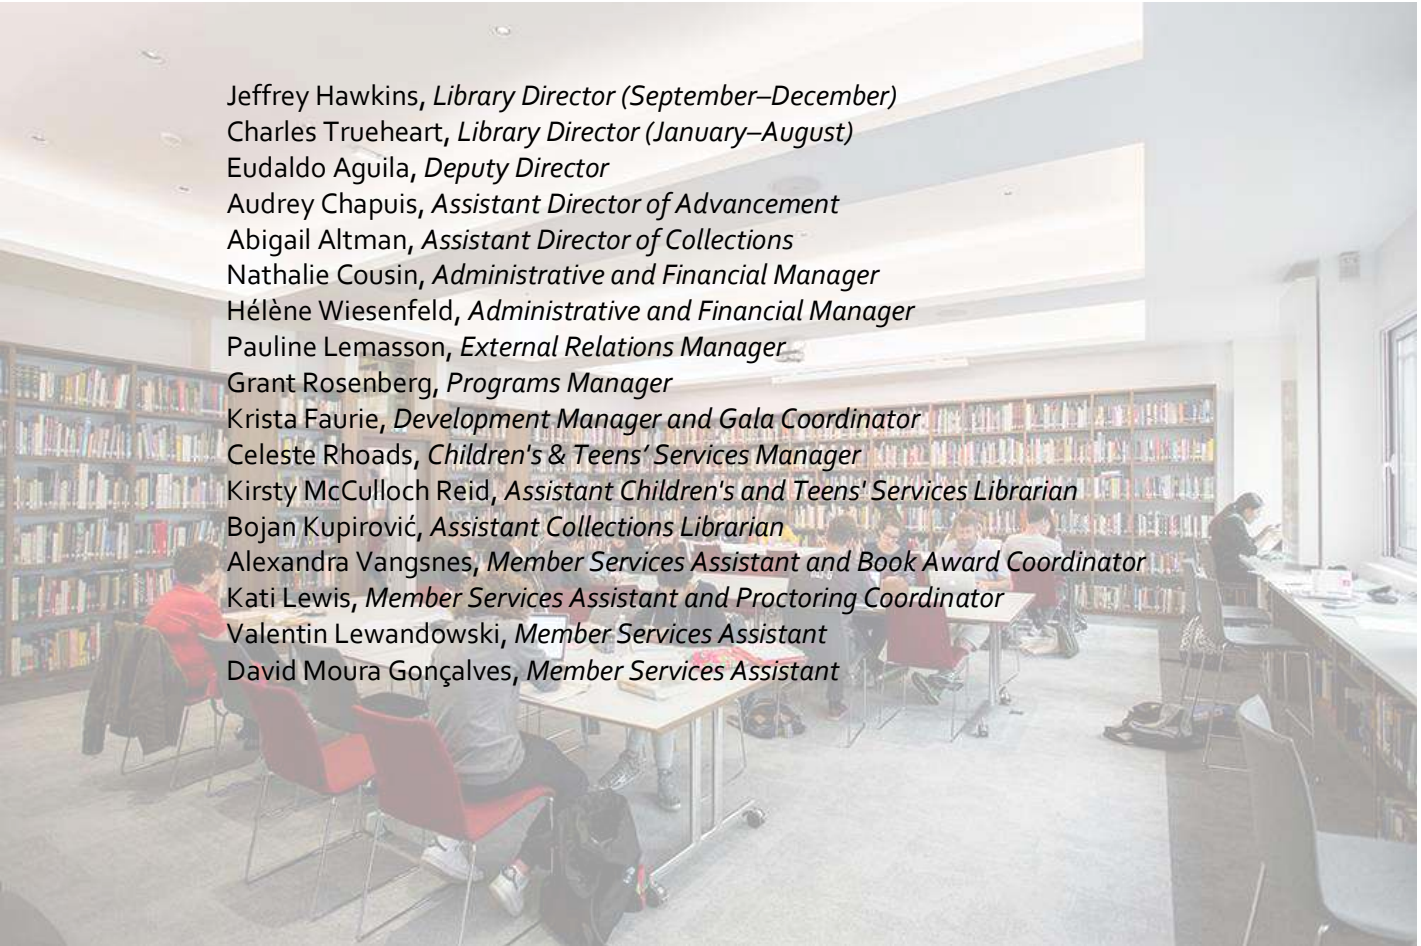 Jeffrey Hawkins, Library Director (September–December)
Charles Trueheart, Library Director (January–August)
Eudaldo Aguila, Deputy Director
Audrey Chapuis, Assistant Director of Advancement
Abigail Altman, Assistant Director of Collections
Nathalie Cousin, Administrative and Financial Manager
Hélène Wiesenfeld, Administrative and Financial Manager
Pauline Lemasson, External Relations Manager
Grant Rosenberg, Programs Manager
Krista Faurie, Development Manager and Gala Coordinator
Celeste Rhoads, Children's & Teens’ Services Manager
Kirsty McCulloch Reid, Assistant Children's and Teens' Services Librarian
Bojan Kupirović, Assistant Collections Librarian
Alexandra Vangsnes, Member Services Assistant and Book Award Coordinator
Kati Lewis, Member Services Assistant and Proctoring Coordinator
Valentin Lewandowski, Member Services Assistant
David Moura Gonçalves, Member Services Assistant